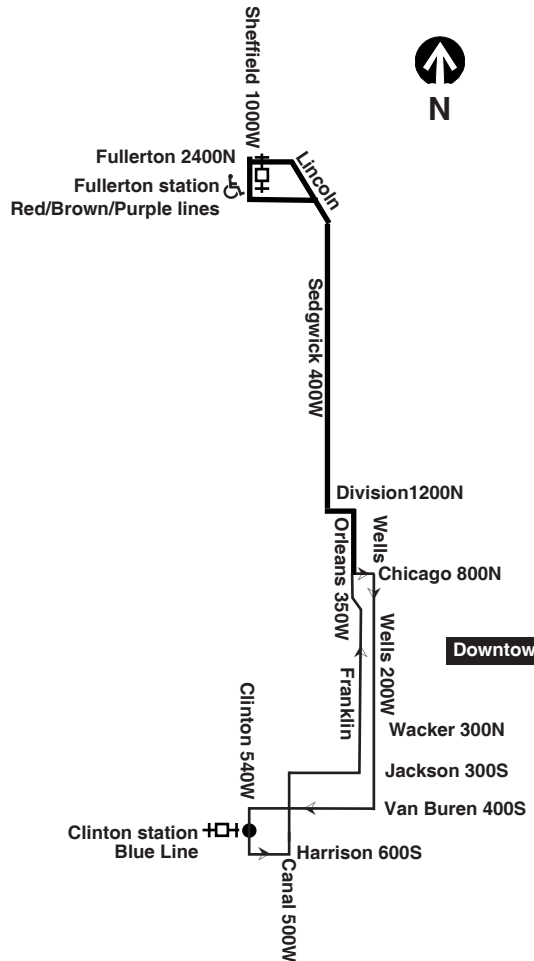 Sheffield 1000W
N
Fullerton 2400N
Lincoln
Fullerton station
Red/Brown/Purple lines
Sedgwick 400W
Division1200N
Wells
Orleans 350W
Chicago 800N
Wells 200W
Downtow
Franklin
Clinton 540W
Wacker 300N
Jackson 300S
Van Buren 400S
Clinton station
Blue Line
Harrison 600S
Canal 500W